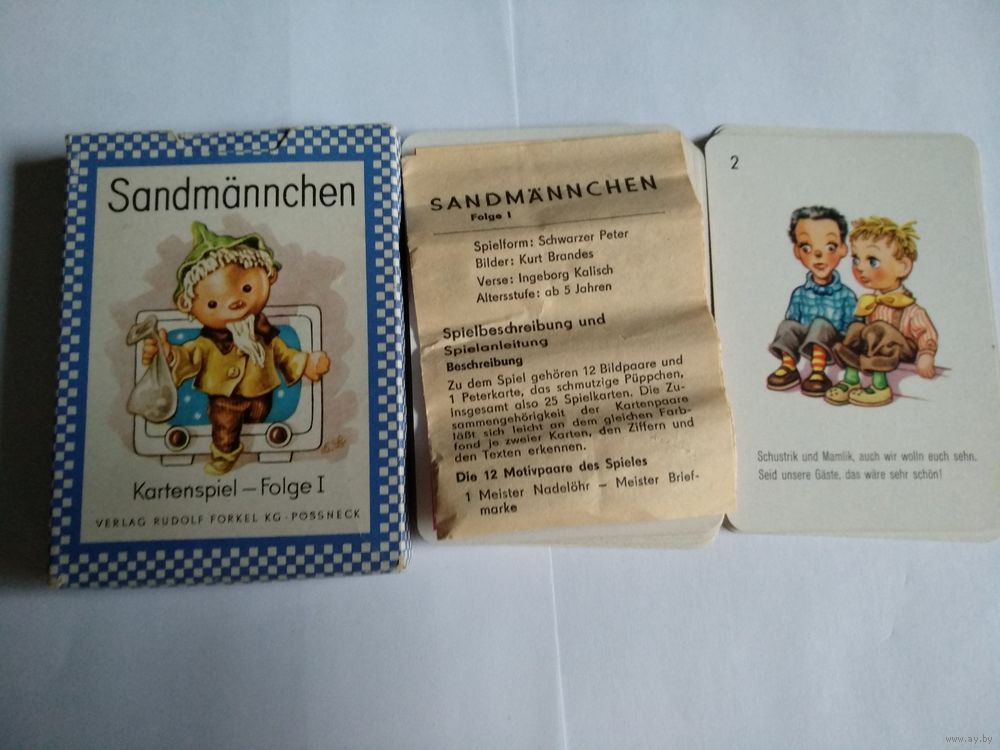 Sandmännchen
Kartenspiel – Folge I
VERLAG RUDOLF FORKEL KG · PÖSSNECK
SANDMÄNNCHEN
Folge I
Spielform: Schwarzer Peter
Bilder: Kurt Brandes
Verse: Ingeborg Kalisch
Altersstufe: ab 5 Jahren
Spielbeschreibung und
Spielanleitung
Beschreibung
Zu dem Spiel gehören 12 Bildpaare und
1 Peterkarte, das schmutzige Püppchen,
insgesamt also 25 Spielkarten. Die Zu-
sammengehörigkeit der Kartenpaare
läßt sich leicht an dem gleichen Farb-
fond je zweier Karten, den Ziffern und
den Texten erkennen.
Die 12 Motivpaare des Spieles
1 Meister Nadelöhr – Meister Brief-
marke
2
Schustrik und Mamlik, auch wir wolln euch sehn.
Seid unsere Gäste, das wäre sehr schön!
www.ay.by